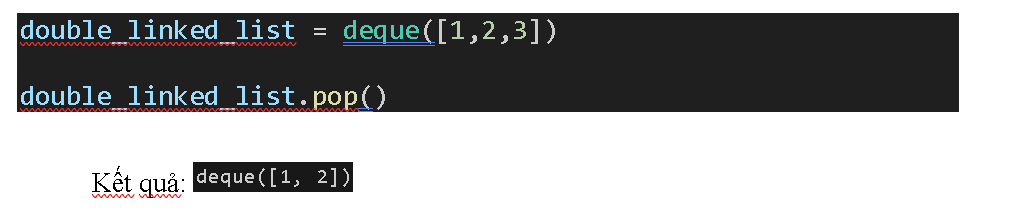 double_linked_list = deque([1,2,3])
double_linked_list.pop()
Kết quả: deque([1, 2])